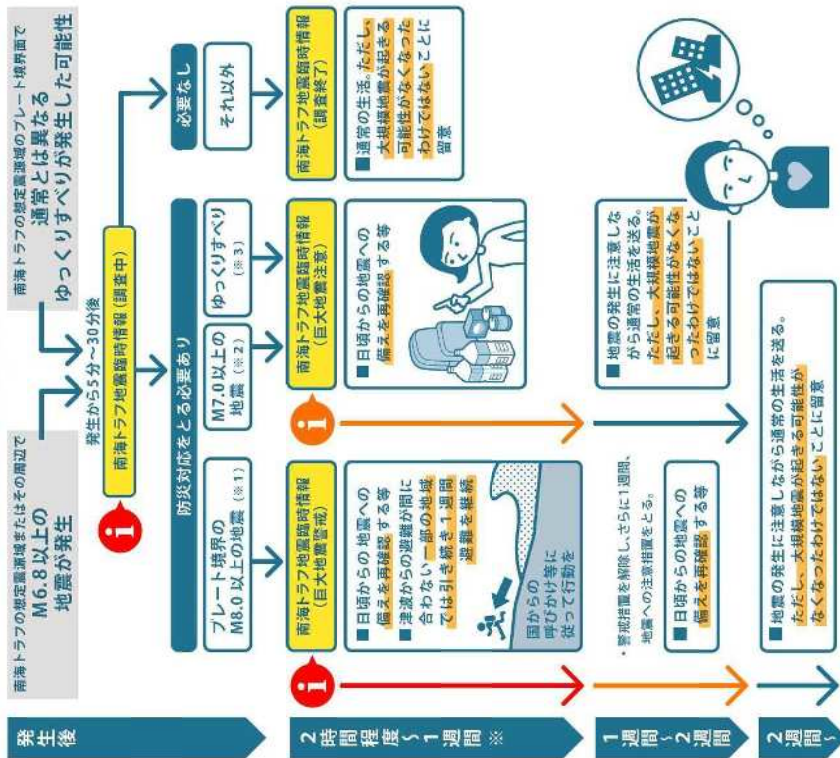 発生後
南海トラフの想定震源域またはその周辺で
M6.8以上の
地震が発生
南海トラフの想定震源域のプレート境界面で
通常とは異なる
ゆっくりすべりが発生した可能性
発生から5分～30分後
i
南海トラフ地震臨時情報(調査中)
防災対応をとる必要あり
必要なし
プレート境界の
M8.0以上の地震(※1)
M7.0以上の
地震(※2)
ゆっくりすべり
(※3)
それ以外
2時間程度～1週間※
i
南海トラフ地震臨時情報
(巨大地震警戒)
■日頃からの地震への
備えを再確認する等
■津波からの避難が間に
合わない一部の地域
では引き続き1週間
避難を継続
国からの
呼びかけ等に
従って行動を
i
南海トラフ地震臨時情報
(巨大地震注意)
■日頃からの地震への
備えを再確認する等
南海トラフ地震臨時情報
(調査終了)
■通常の生活。ただし、
大規模地震が起きる
可能性がなくなった
わけではないことに
留意
1週間～2週間
・警戒措置を解除し、さらに1週間、
地震への注意措置をとる。
■日頃からの地震への
備えを再確認する等
■地震の発生に注意しな
がら通常の生活を送る。
ただし、大規模地震が
起きる可能性がなくな
ったわけではないこと
に留意
2週間～
■地震の発生に注意しながら通常の生活を送る。
ただし、大規模地震が起きる可能性が
なくなったわけではないことに留意